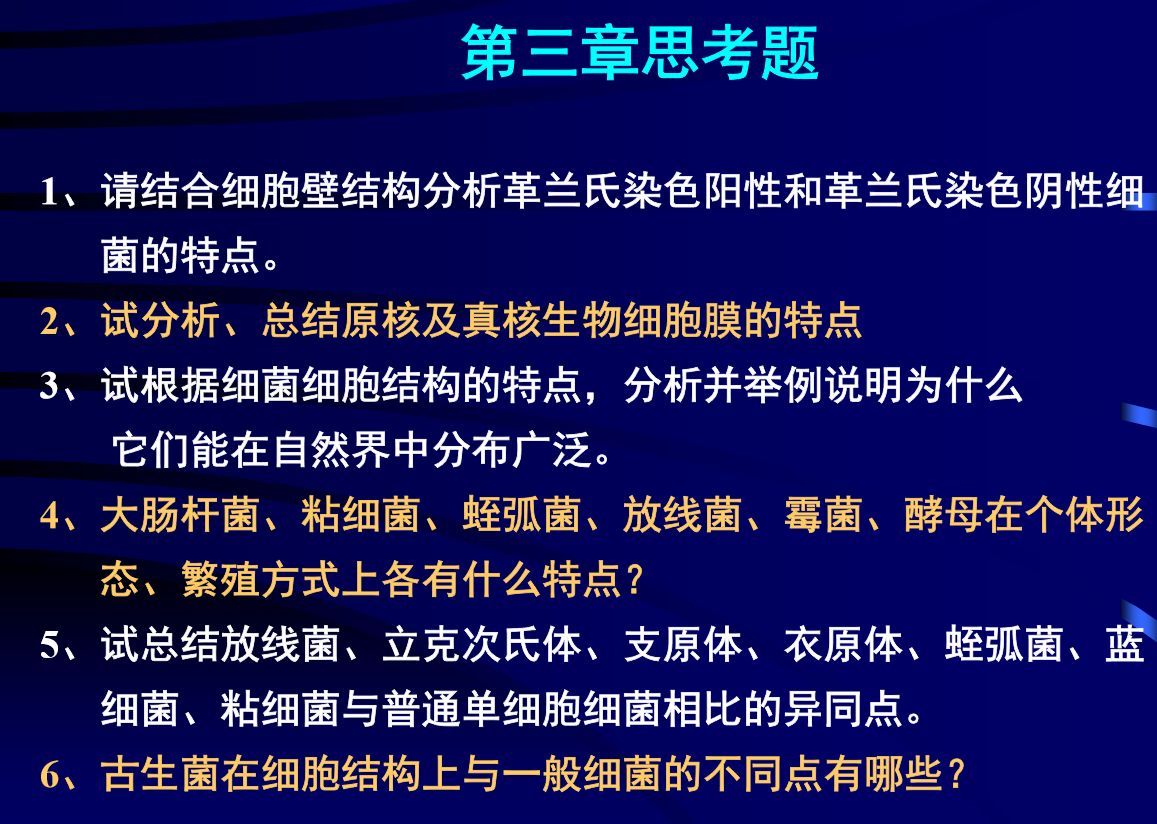 第三章思考题
1、请结合细胞壁结构分析革兰氏染色阳性和革兰氏染色阴性细
菌的特点。
2、试分析、总结原核及真核生物细胞膜的特点
3、试根据细菌细胞结构的特点，分析并举例说明为什么
它们能在自然界中分布广泛。
4、大肠杆菌、粘细菌、蛭弧菌、放线菌、霉菌、酵母在个体形
态、繁殖方式上各有什么特点？
5、试总结放线菌、立克次氏体、支原体、衣原体、蛭弧菌、蓝
细菌、粘细菌与普通单细胞细菌相比的异同点。
6、古生菌在细胞结构上与一般细菌的不同点有哪些？